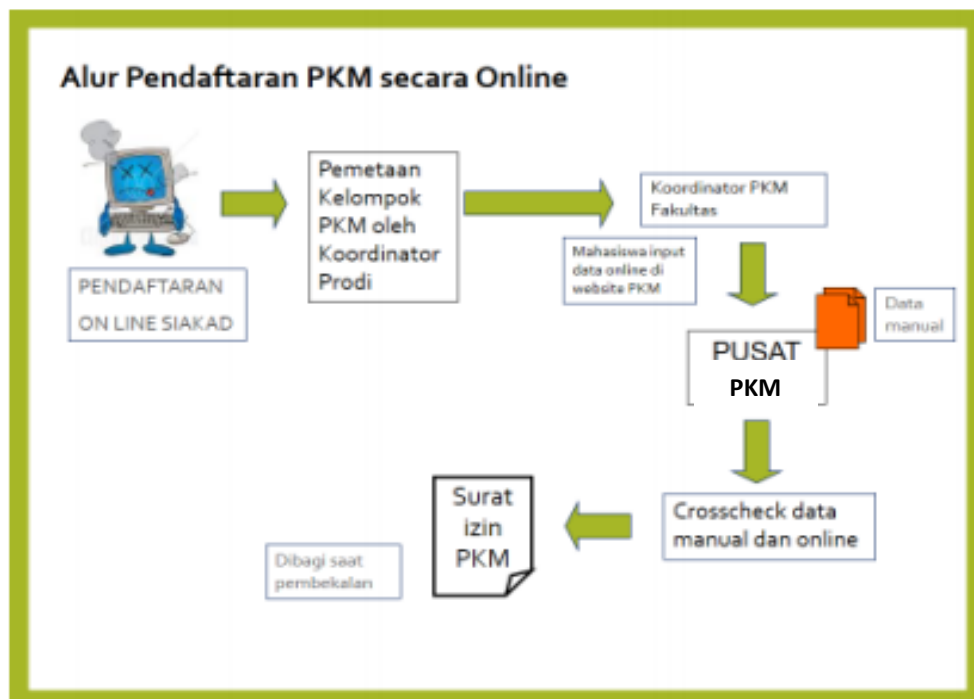 Alur Pendaftaran PKM secara Online
PENDAFTARAN
ON LINE SIAKAD
Pemetaan
Kelompok
PKM oleh
Koordinator
Prodi
Koordinator PKM
Fakultas
Mahasiswa input
data online di
website PKM
Data
manual
PUSAT
PKM
Crosscheck data
manual dan online
Surat
izin
PKM
Dibagi saat
pembekalan